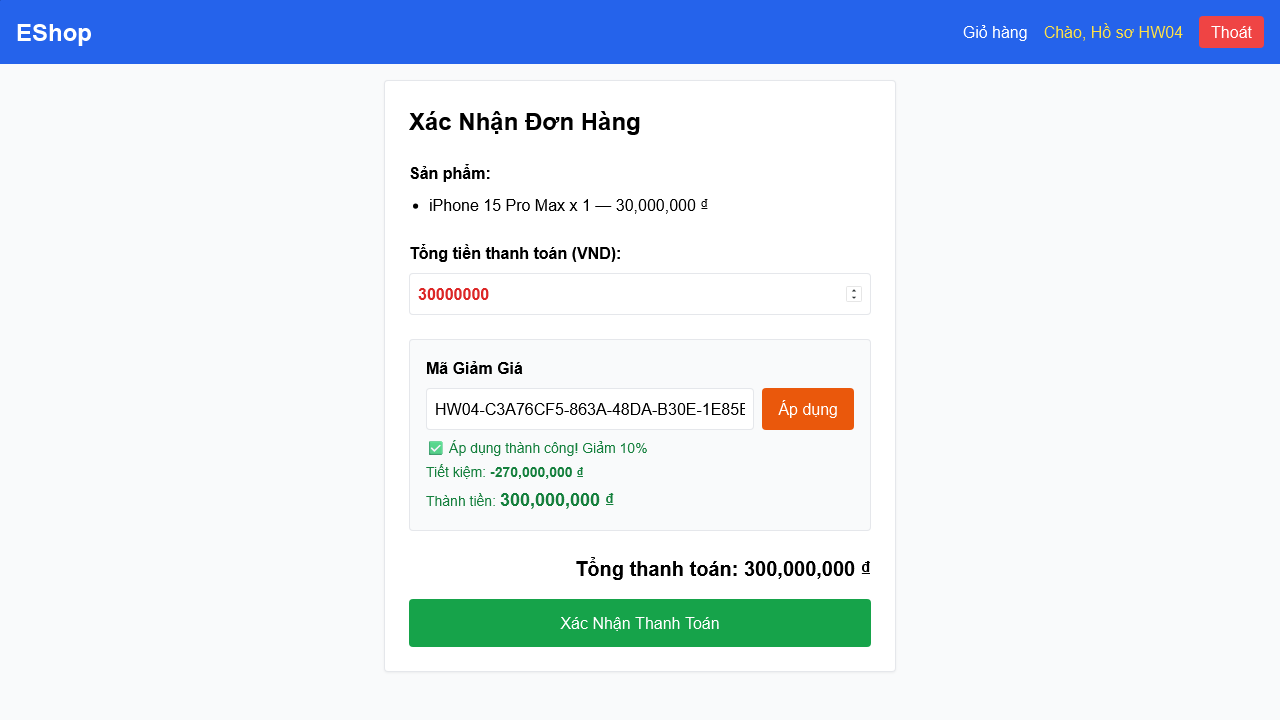 EShop
Giỏ hàng
Chào, Hồ sơ HW04
Thoát
Xác Nhận Đơn Hàng
Sản phẩm:
• iPhone 15 Pro Max x 1 — 30,000,000 ₫
Tổng tiền thanh toán (VND):
30000000
Mã Giảm Giá
HW04-C3A76CF5-863A-48DA-B30E-1E85
Áp dụng
✅ Áp dụng thành công! Giảm 10%
Tiết kiệm: -270,000,000 ₫
Thành tiền: 300,000,000 ₫
Tổng thanh toán: 300,000,000 ₫
Xác Nhận Thanh Toán